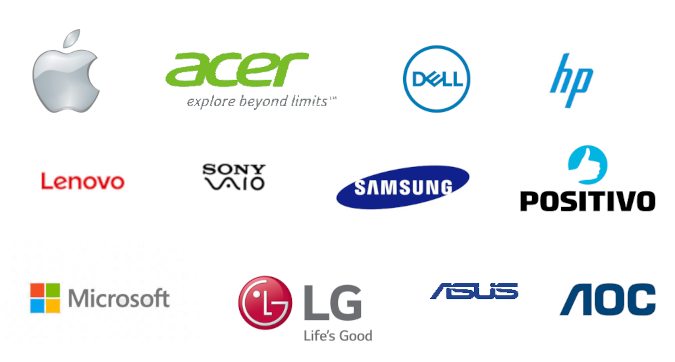 acer
explore beyond limits™
DELL
hp
Lenovo
SONY
VAIO
SAMSUNG
POSITIVO
Microsoft
LG
Life's Good
ASUS
AOC